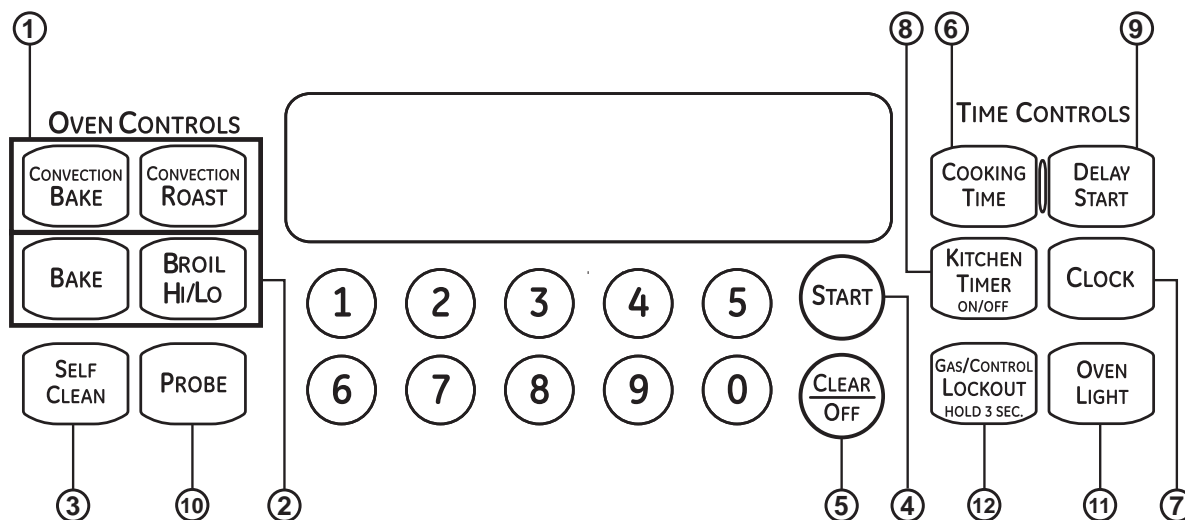 1
8
6
9
OVEN CONTROLS
TIME CONTROLS
CONVECTION
BAKE
CONVECTION
ROAST
COOKING
TIME
DELAY
START
BAKE
BROIL
HI/LO
1
2
3
4
5
START
KITCHEN
TIMER
ON/OFF
CLOCK
SELF
CLEAN
PROBE
6
7
8
9
0
CLEAR
OFF
GAS/CONTROL
LOCKOUT
HOLD 3 SEC.
OVEN
LIGHT
3
10
2
5
4
12
11
7